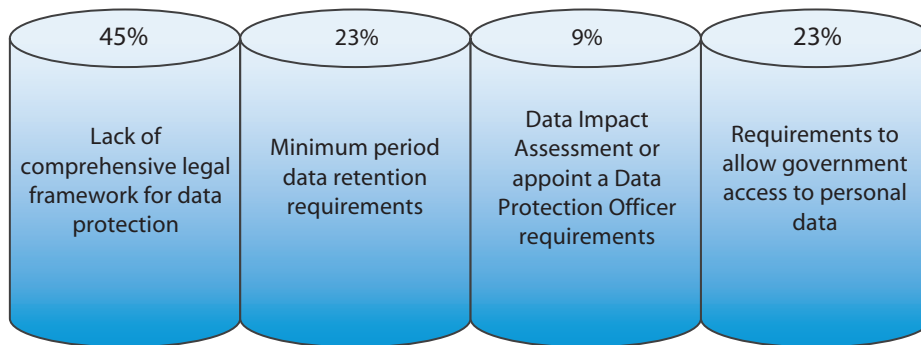 45%
Lack of
comprehensive legal
framework for data
protection
23%
Minimum period
data retention
requirements
9%
Data Impact
Assessment or
appoint a Data
Protection Officer
requirements
23%
Requirements to
allow government
access to personal
data